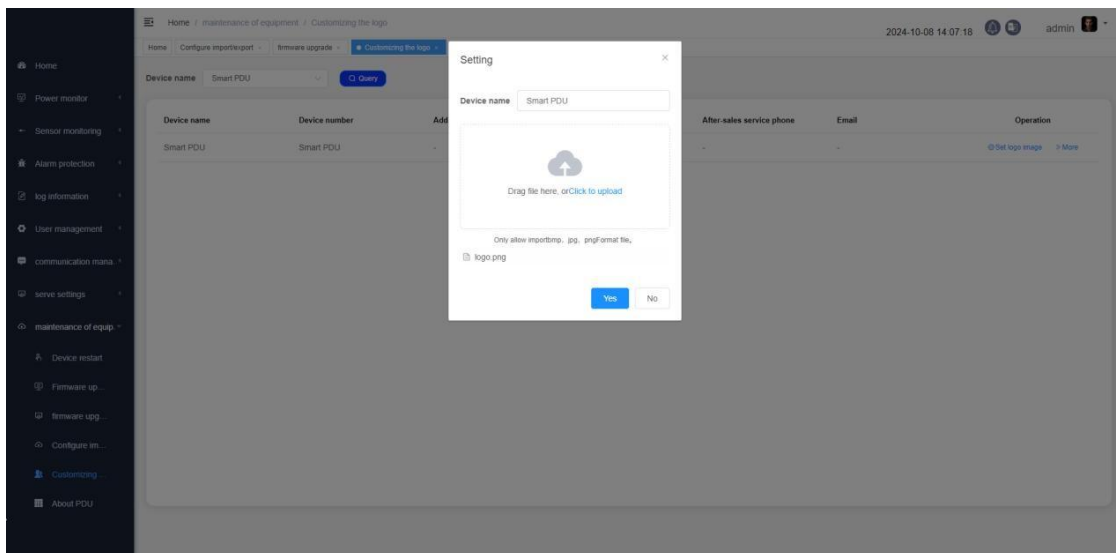 Home / maintenance of equipment / Customizing the logo
2024-10-08 14:07:18
admin
Home
Configure import/export
firmware upgrade
Customizing the logo
Home
Power monitor
Sensor monitoring
Alarm protection
log information
User management
communication mana.
serve settings
maintenance of equip.
Device restart
Firmware up...
firmware upg...
Configure im...
Customizing ..
About PDU
Device name Smart PDU Query
Device name Device number Add After-sales service phone Email Operation
Smart PDU Smart PDU - - - Set logo image More
Setting
Device name Smart PDU
Drag file here, orClick to upload
Only allow importbmp、jpg、pngFormat file。
logo.png
Yes No